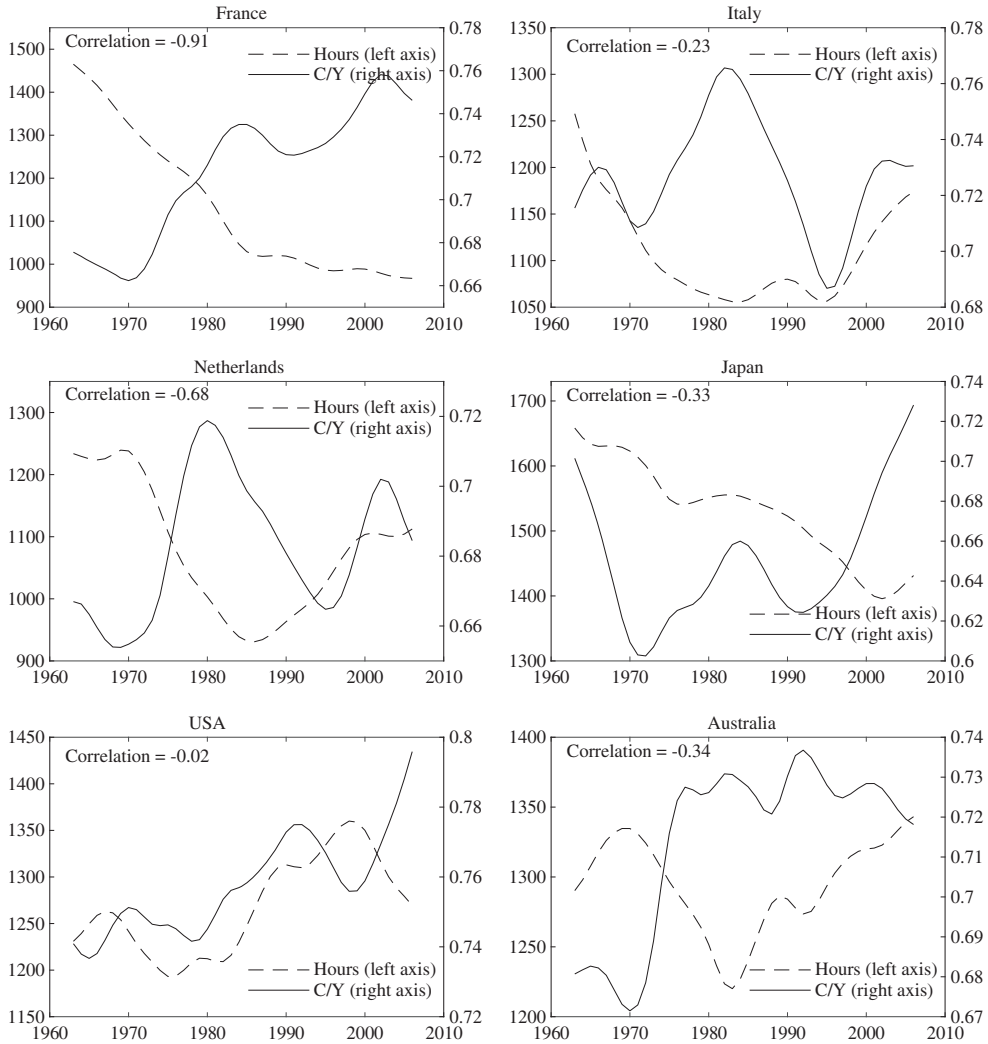 France
Correlation = -0.91
Hours (left axis)
C/Y (right axis)
1500
1400
1300
1200
1100
1000
900
0.78
0.76
0.74
0.72
0.7
0.68
0.66
1960 1970 1980 1990 2000 2010
Italy
Correlation = -0.23
Hours (left axis)
C/Y (right axis)
1350
1300
1250
1200
1150
1100
1050
0.78
0.76
0.74
0.72
0.7
0.68
1960 1970 1980 1990 2000 2010
Netherlands
Correlation = -0.68
Hours (left axis)
C/Y (right axis)
1300
1200
1100
1000
900
0.72
0.7
0.68
0.66
1960 1970 1980 1990 2000 2010
Japan
Correlation = -0.33
Hours (left axis)
C/Y (right axis)
1700
1600
1500
1400
1300
0.74
0.72
0.7
0.68
0.66
0.64
0.62
0.6
1960 1970 1980 1990 2000 2010
USA
Correlation = -0.02
Hours (left axis)
C/Y (right axis)
1450
1400
1350
1300
1250
1200
1150
0.8
0.78
0.76
0.74
0.72
1960 1970 1980 1990 2000 2010
Australia
Correlation = -0.34
Hours (left axis)
C/Y (right axis)
1400
1350
1300
1250
1200
0.74
0.73
0.72
0.71
0.7
0.69
0.68
0.67
1960 1970 1980 1990 2000 2010